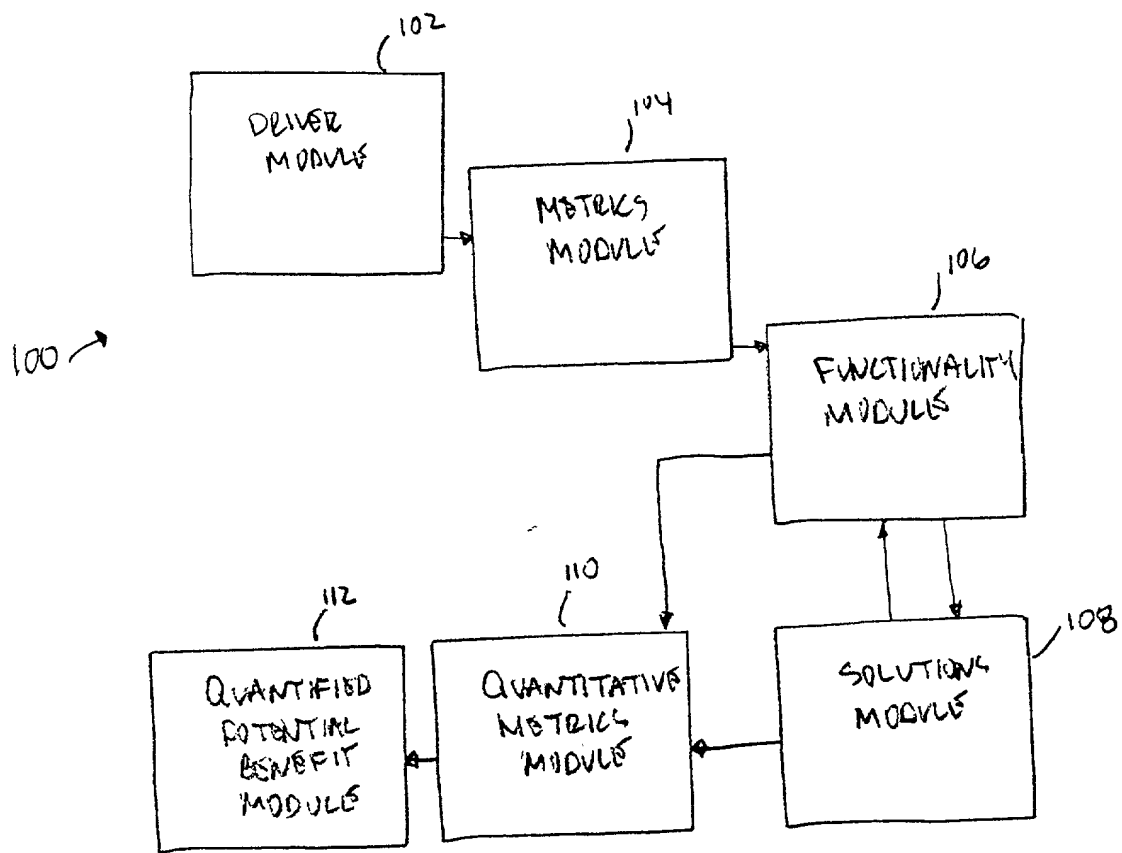 102
DRIVER
MODULE
104
METRICS
MODULE
106
FUNCTIONALITY
MODULE
100
112
QUANTIFIED
POTENTIAL
BENEFIT
MODULE
110
QUANTITATIVE
METRICS
MODULE
108
SOLUTIONS
MODULE